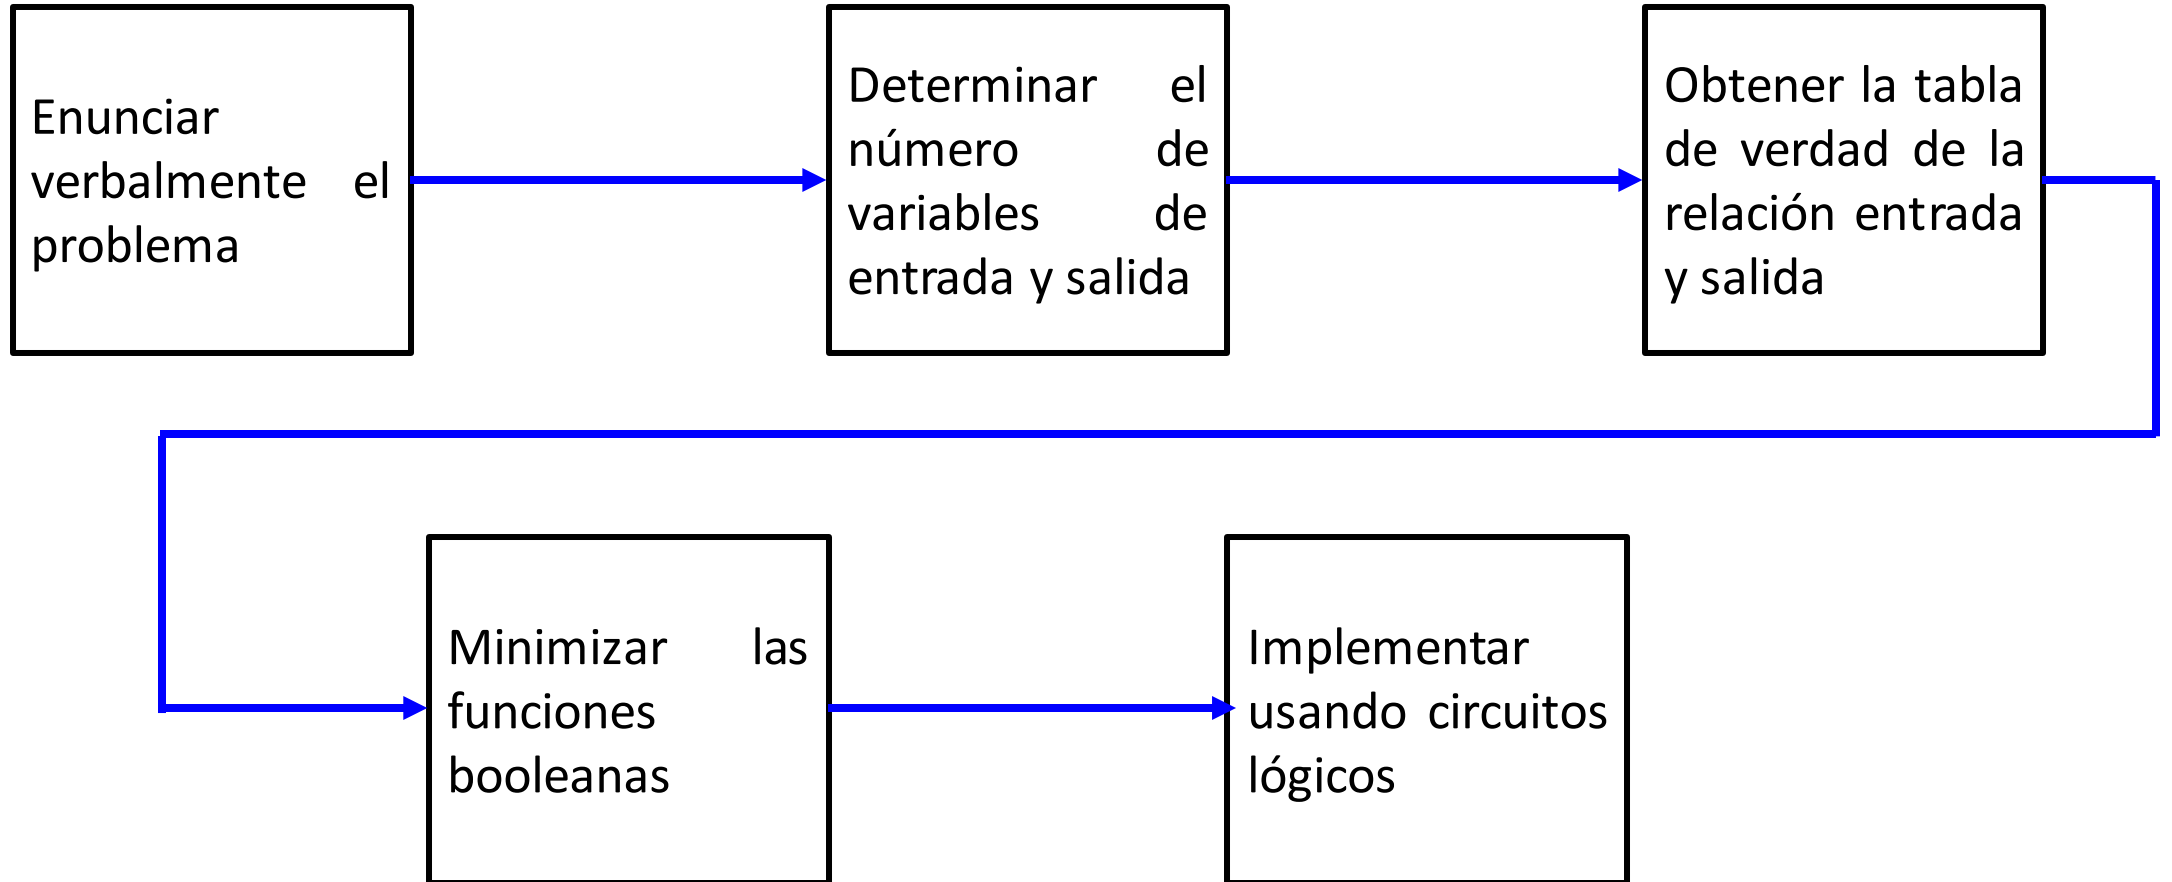 Enunciar
verbalmente el
problema
Determinar el
número de
variables de
entrada y salida
Obtener la tabla
de verdad de la
relación entrada
y salida
Minimizar las
funciones
booleanas
Implementar
usando circuitos
lógicos